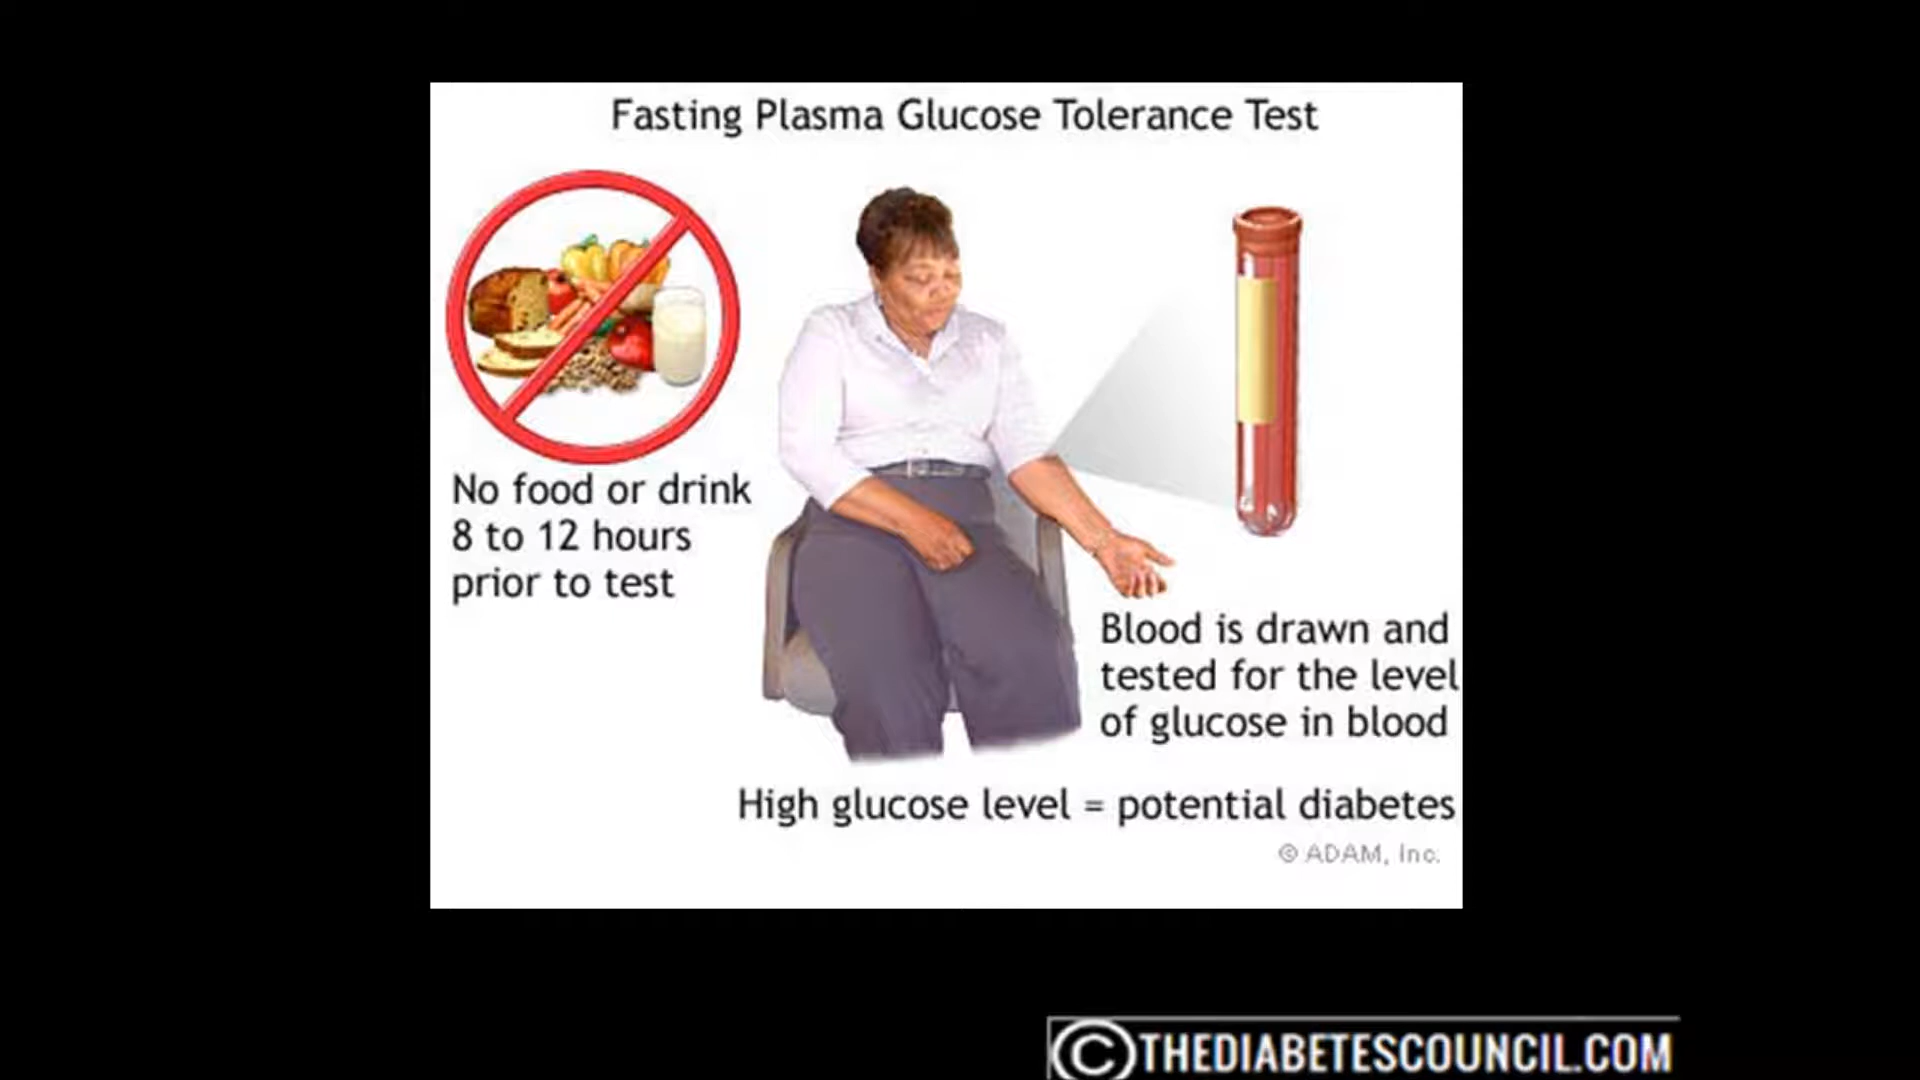 Fasting Plasma Glucose Tolerance Test
No food or drink
8 to 12 hours
prior to test
Blood is drawn and
tested for the level
of glucose in blood
High glucose level = potential diabetes
© ADAM, Inc.
© THEDIABETESCOUNCIL.COM